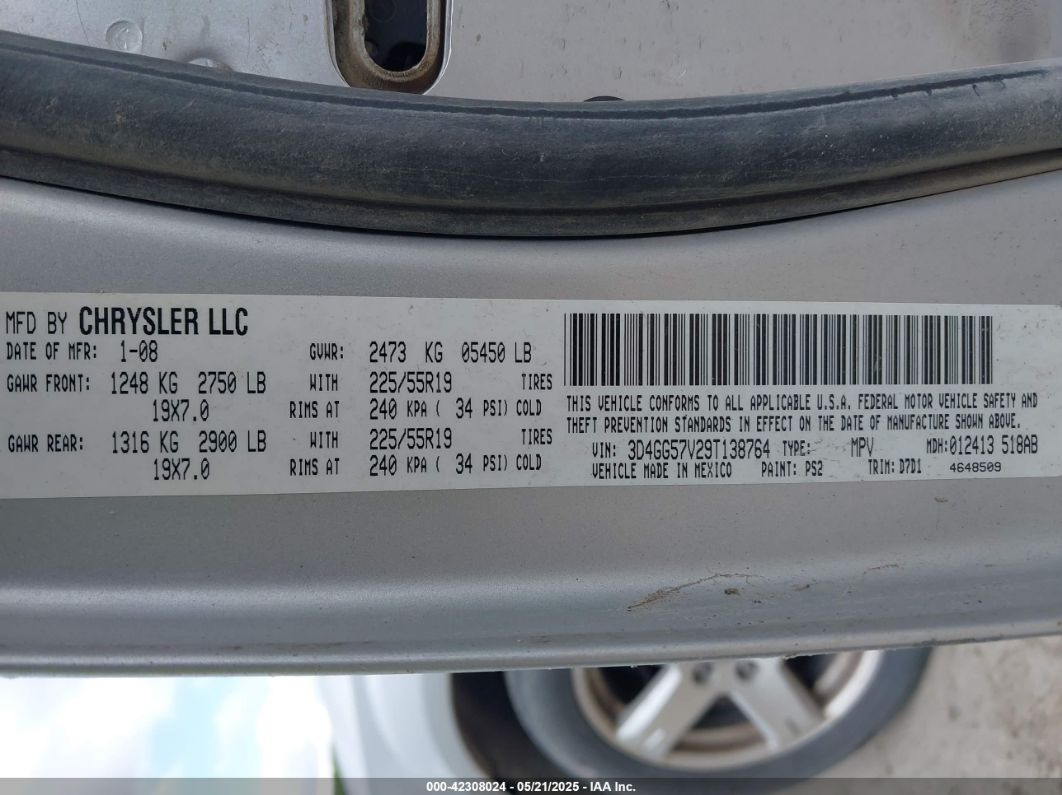 MFD BY CHRYSLER LLC
DATE OF MFR: 1-08 GVWR: 2473 KG 05450 LB
GAWR FRONT: 1248 KG 2750 LB WITH 225/55R19 TIRES
19X7.0 RIMS AT 240 KPA ( 34 PSI) COLD
GAWR REAR: 1316 KG 2900 LB WITH 225/55R19 TIRES
19X7.0 RIMS AT 240 KPA ( 34 PSI) COLD
THIS VEHICLE CONFORMS TO ALL APPLICABLE U.S.A. FEDERAL MOTOR VEHICLE SAFETY AND
THEFT PREVENTION STANDARDS IN EFFECT ON THE DATE OF MANUFACTURE SHOWN ABOVE.
VIN: 3D4GG57V29T138764 TYPE: MPV MDH: 012413 518AB
VEHICLE MADE IN MEXICO PAINT: PS2 TRIM: D7D1 4648509
000-42308024 - 05/21/2025 - IAA Inc.